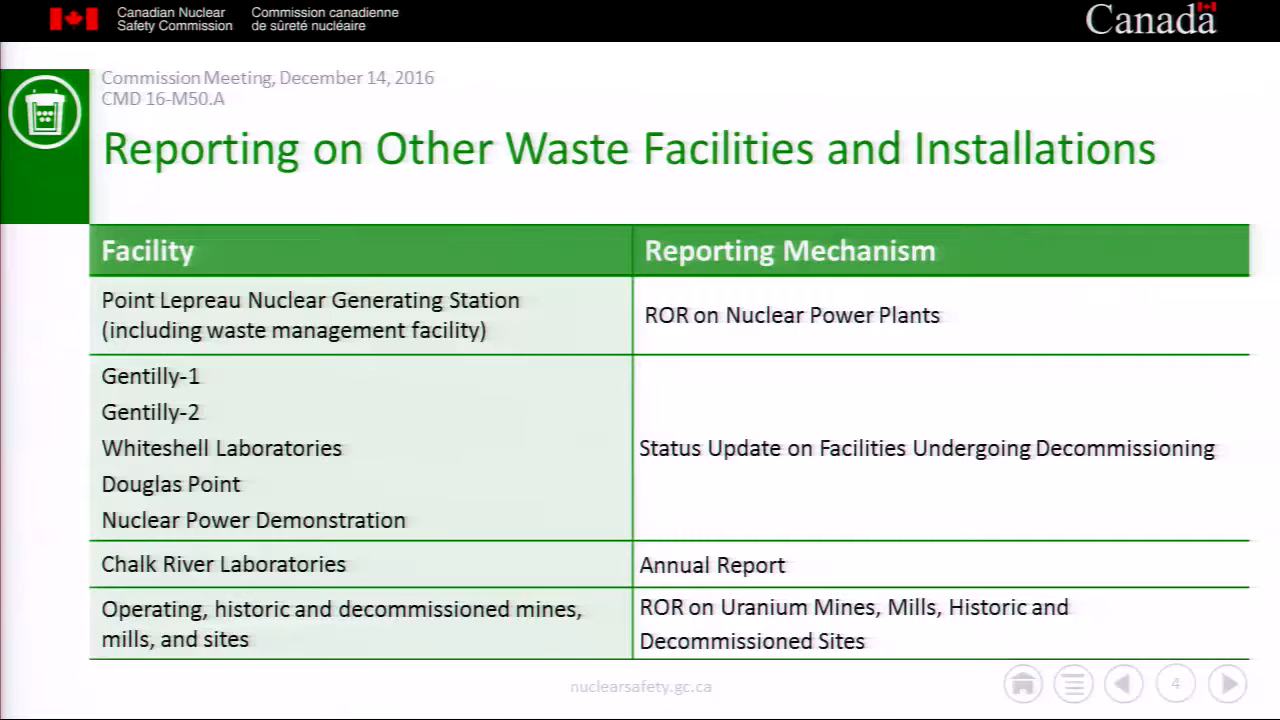 Canadian Nuclear
Safety Commission
Commission canadienne
de sûreté nucléaire
Canada
Commission Meeting, December 14, 2016
CMD 16-M50.A
Reporting on Other Waste Facilities and Installations
Facility
Reporting Mechanism
Point Lepreau Nuclear Generating Station
(including waste management facility)
ROR on Nuclear Power Plants
Gentilly-1
Gentilly-2
Whiteshell Laboratories
Douglas Point
Nuclear Power Demonstration
Status Update on Facilities Undergoing Decommissioning
Chalk River Laboratories
Annual Report
Operating, historic and decommissioned mines,
mills, and sites
ROR on Uranium Mines, Mills, Historic and
Decommissioned Sites
nuclearsafety.gc.ca
4